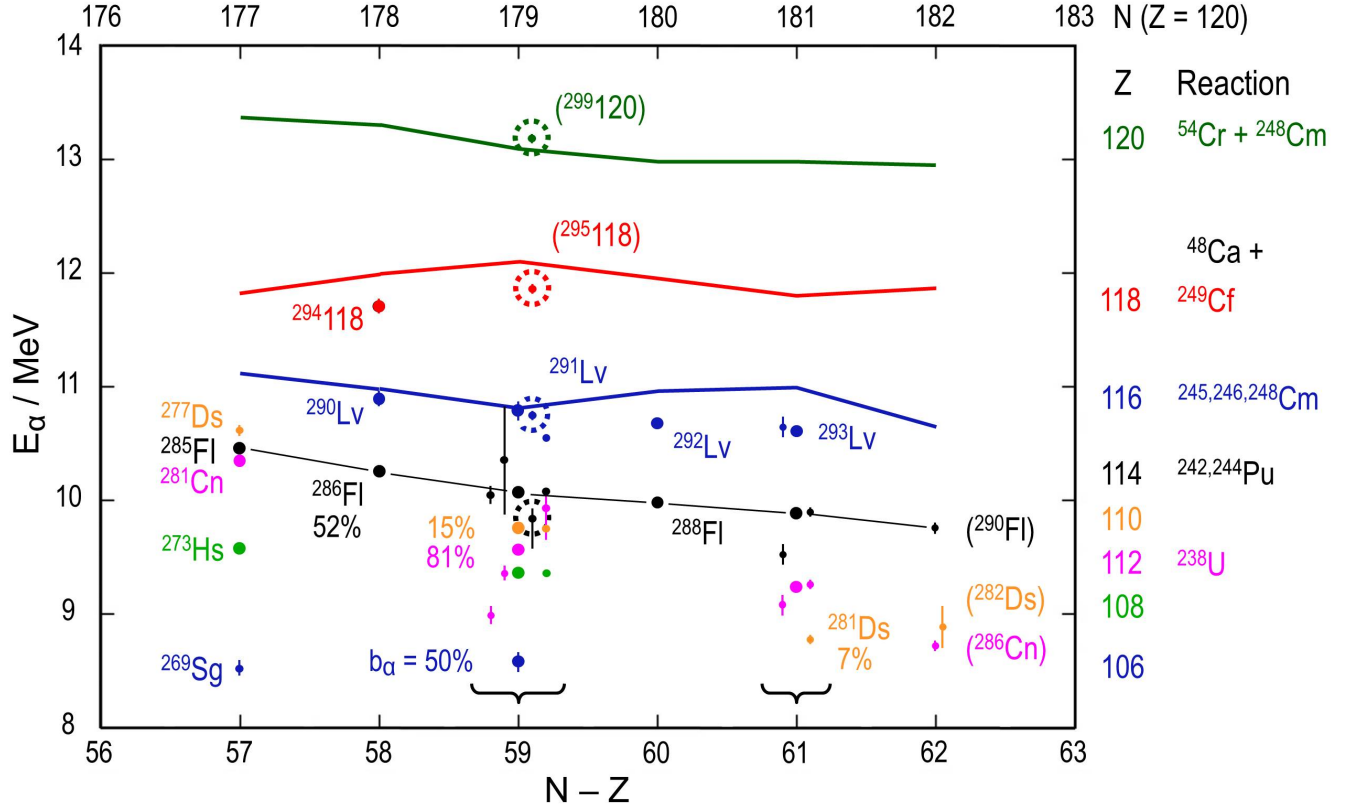 176 177 178 179 180 181 182 183 N (Z = 120)
14
Z Reaction
(²⁹⁹120)
120 ⁵⁴Cr + ²⁴⁸Cm
13
(²⁹⁵118)
⁴⁸Ca +
12
²⁹⁴118
118 ²⁴⁹Cf
E_α / MeV
11
²⁹¹Lv
²⁹⁰Lv
116 ²⁴⁵,²⁴⁶,²⁴⁸Cm
²⁷⁷Ds
²⁹²Lv
²⁹³Lv
²⁸⁵Fl
²⁸¹Cn
114 ²⁴²,²⁴⁴Pu
10
²⁸⁶Fl
52%
15%
²⁸⁸Fl
(²⁹⁰Fl)
110
81%
²⁷³Hs
112 ²³⁸U
9
(²⁸²Ds)
108
²⁸¹Ds
7%
(²⁸⁶Cn)
²⁶⁹Sg
b_α = 50%
106
8
56 57 58 59 60 61 62 63
N – Z